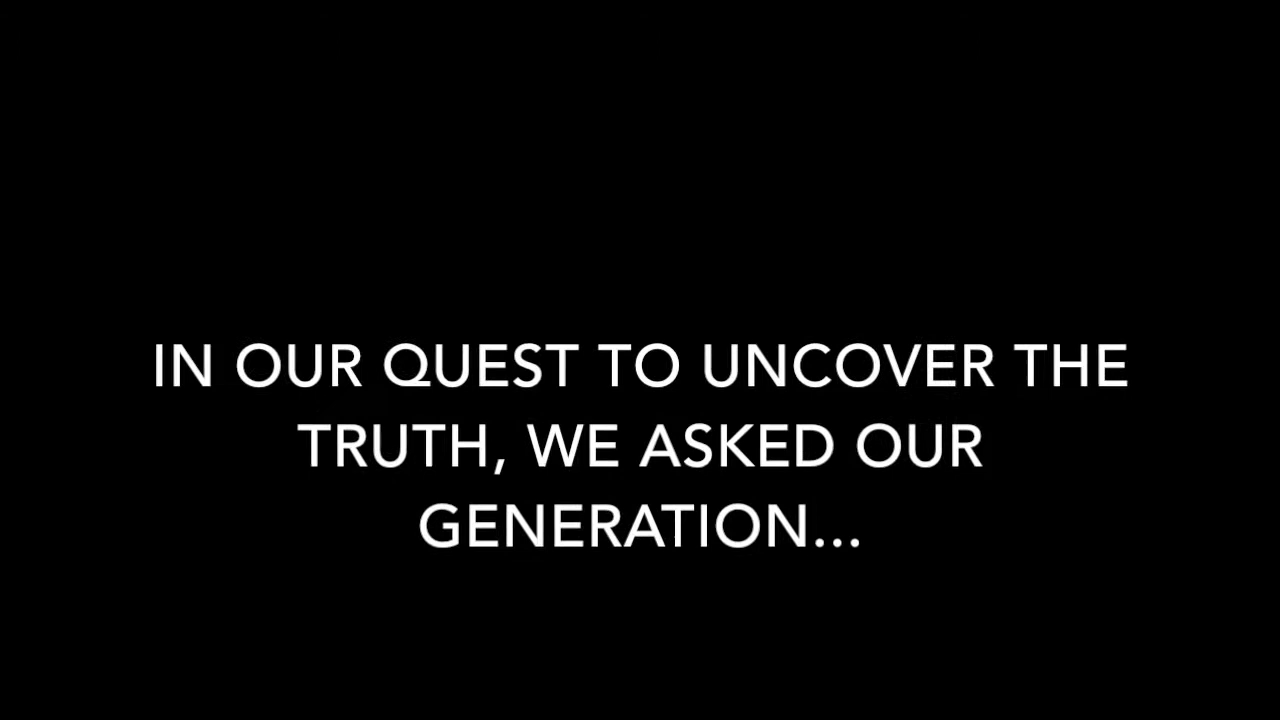 IN OUR QUEST TO UNCOVER THE
TRUTH, WE ASKED OUR
GENERATION...